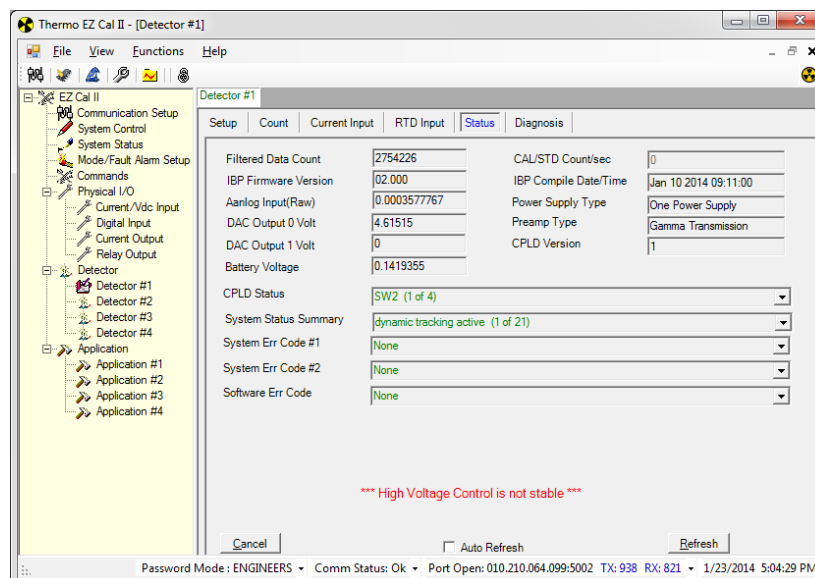 Thermo EZ Cal II - [Detector #1]
File View Functions Help
EZ Cal II
Communication Setup
System Control
System Status
Mode/Fault Alarm Setup
Commands
Physical I/O
Current/Vdc Input
Digital Input
Current Output
Relay Output
Detector
Detector #1
Detector #2
Detector #3
Detector #4
Application
Application #1
Application #2
Application #3
Application #4
Detector #1
Setup Count Current Input RTD Input Status Diagnosis
Filtered Data Count 2754226 CAL/STD Count/sec 0
IBP Firmware Version 02.000 IBP Compile Date/Time Jan 10 2014 09:11:00
Aanlog Input(Raw) 0.0003577767 Power Supply Type One Power Supply
DAC Output 0 Volt 4.61515 Preamp Type Gamma Transmission
DAC Output 1 Volt 0 CPLD Version 1
Battery Voltage 0.1419355
CPLD Status SW2 (1 of 4)
System Status Summary dynamic tracking active (1 of 21)
System Err Code #1 None
System Err Code #2 None
Software Err Code None
*** High Voltage Control is not stable ***
Cancel Auto Refresh Refresh
Password Mode : ENGINEERS Comm Status: Ok Port Open: 010.210.064.099:5002 TX: 938 RX: 821 1/23/2014 5:04:29 PM